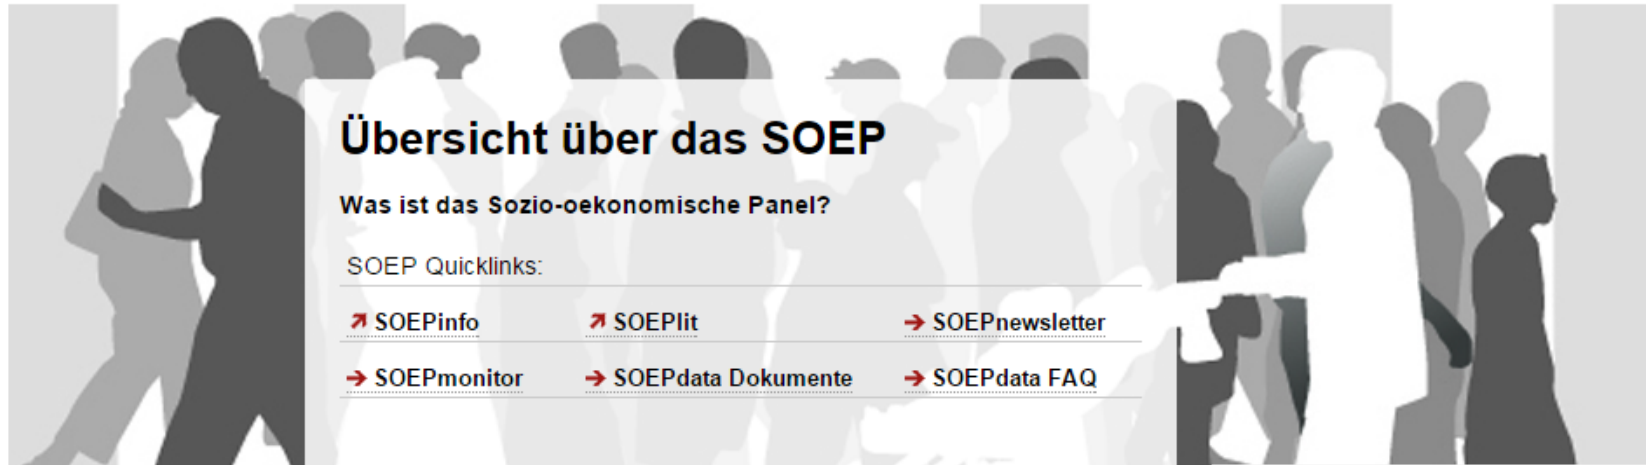 Übersicht über das SOEP
Was ist das Sozio-oekonomische Panel?
SOEP Quicklinks:
SOEPinfo SOEPlit SOEPnewsletter
SOEPmonitor SOEPdata Dokumente SOEPdata FAQ